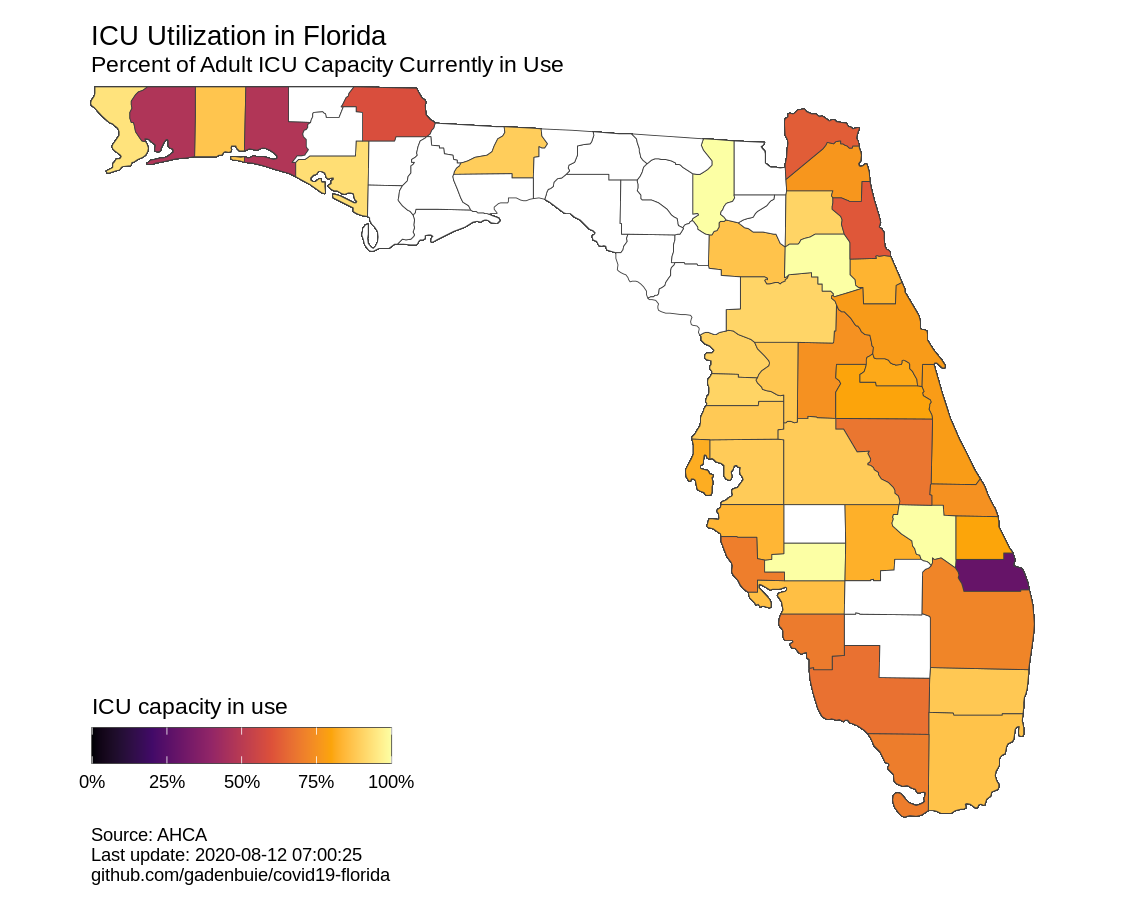 ICU Utilization in Florida
Percent of Adult ICU Capacity Currently in Use
ICU capacity in use
0% 25% 50% 75% 100%
Source: AHCA
Last update: 2020-08-12 07:00:25
github.com/gadenbuie/covid19-florida